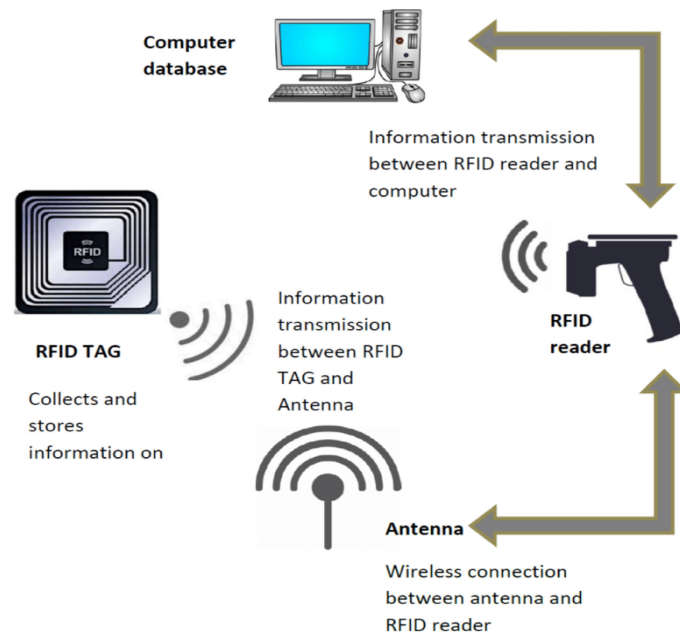 Computer
database
Information transmission
between RFID reader and
computer
RFID
RFID TAG
Collects and
stores
information on
Information
transmission
between RFID
TAG and
Antenna
RFID
reader
Antenna
Wireless connection
between antenna and
RFID reader